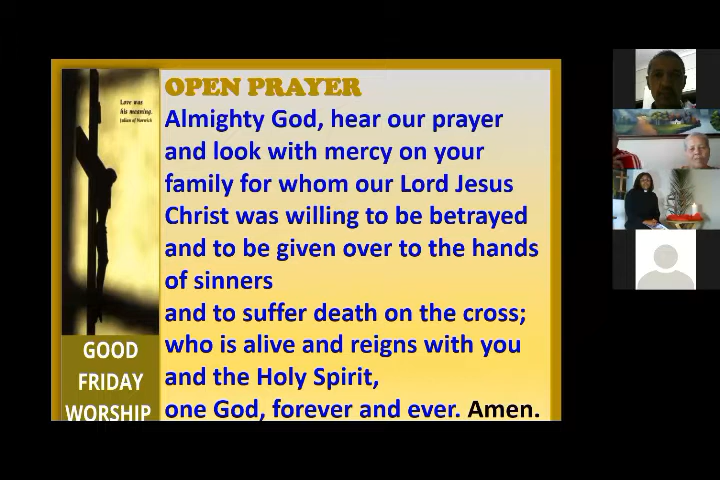 OPEN PRAYER
Almighty God, hear our prayer
and look with mercy on your
family for whom our Lord Jesus
Christ was willing to be betrayed
and to be given over to the hands
of sinners
and to suffer death on the cross;
who is alive and reigns with you
and the Holy Spirit,
one God, forever and ever. Amen.
Love was
his meaning.
GOOD
FRIDAY
WORSHIP